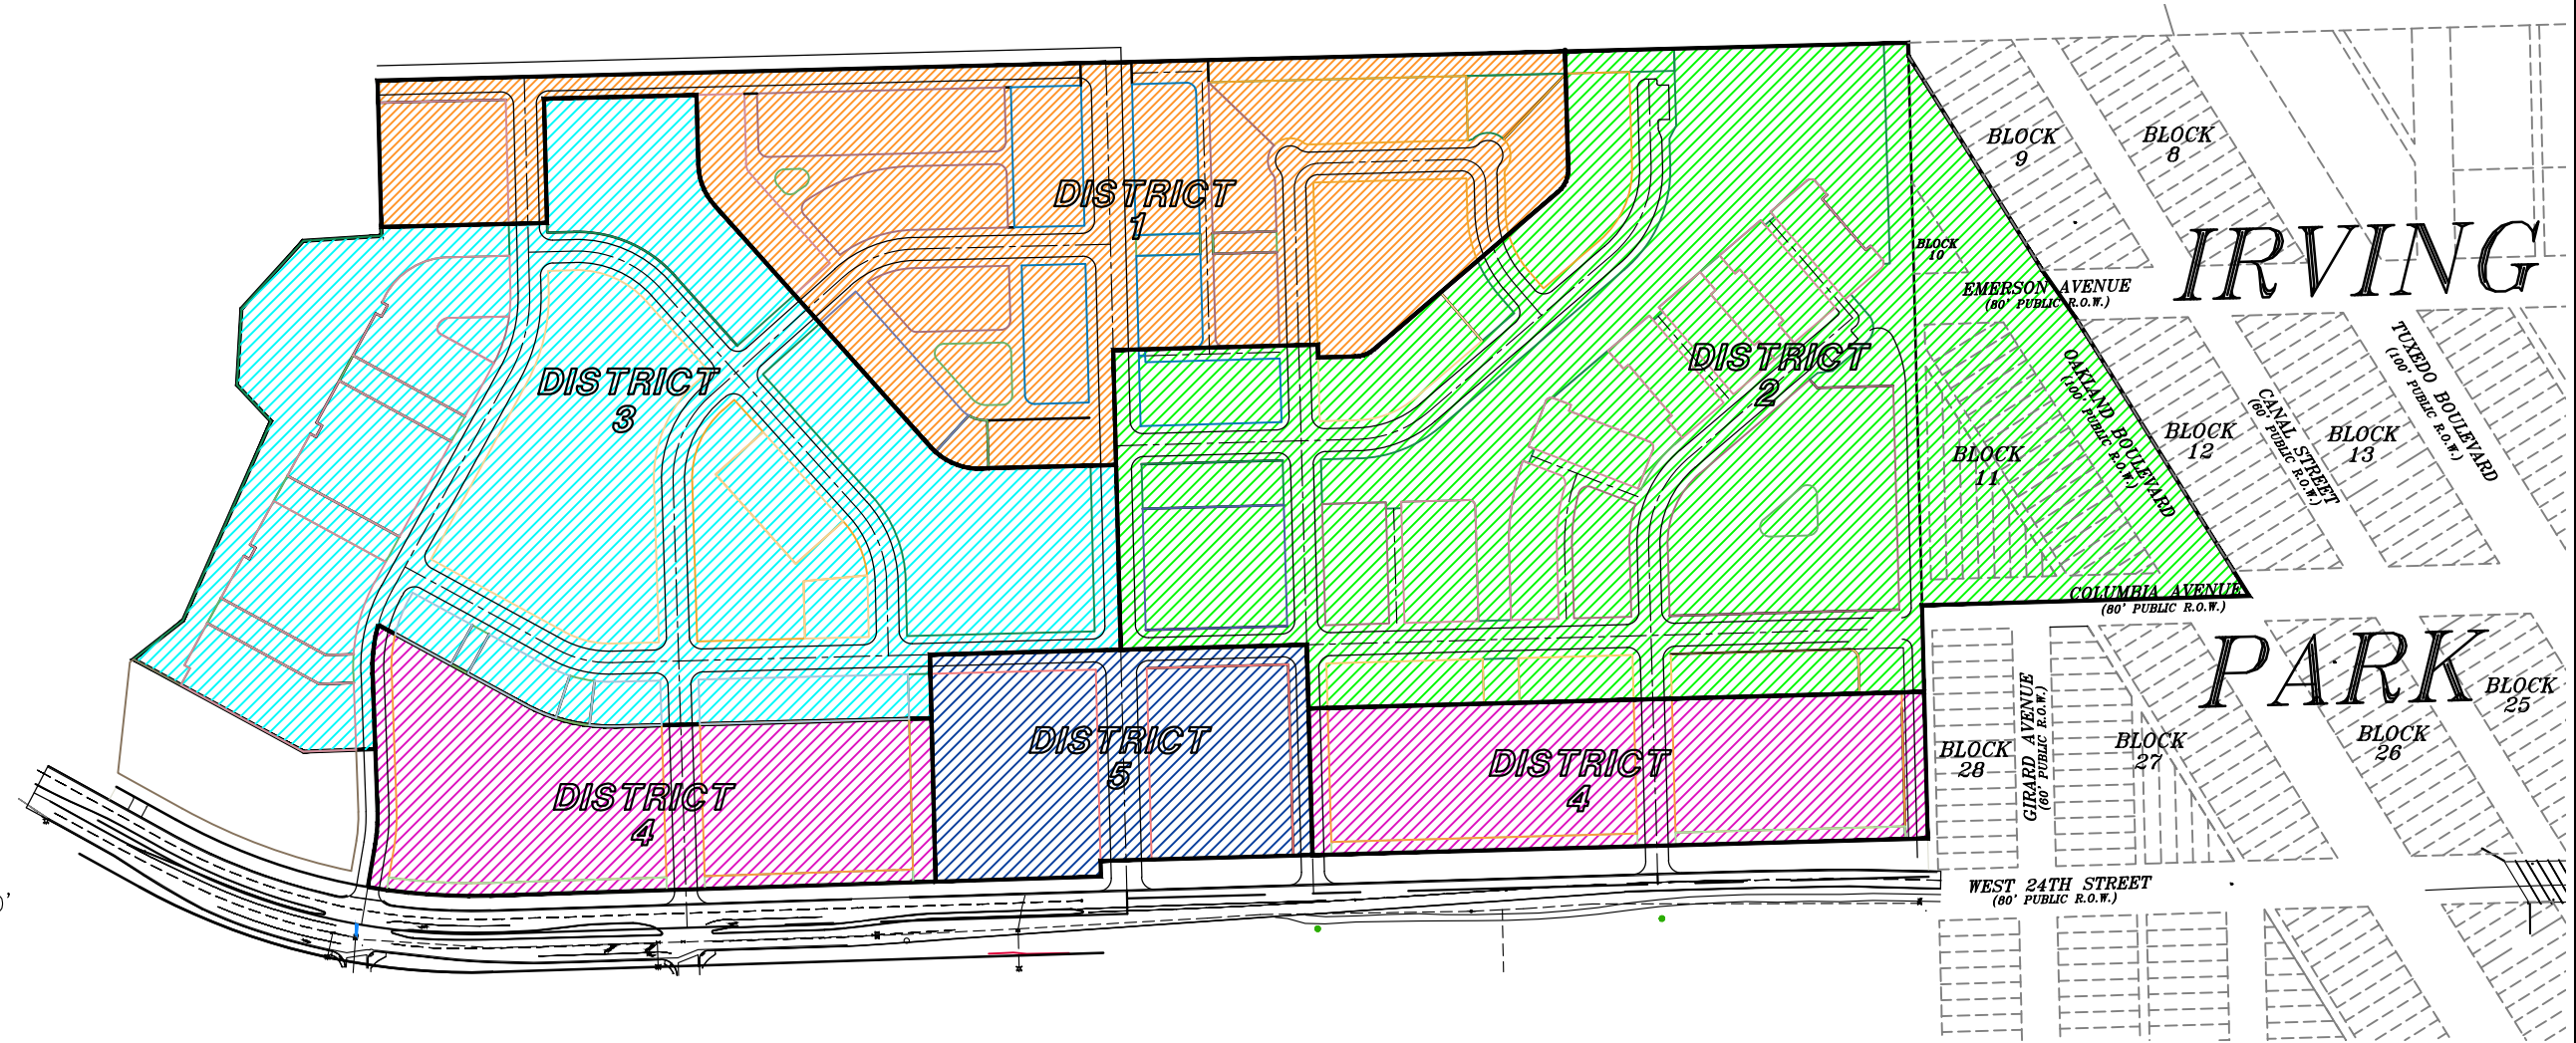 BLOCK
9
BLOCK
8
DISTRICT
1
IRVING
BLOCK
10
EMERSON AVENUE
(80' PUBLIC R.O.W.)
DISTRICT
3
DISTRICT
2
OAKLAND BOULEVARD
(100' PUBLIC R.O.W.)
TUXEDO BOULEVARD
(100' PUBLIC R.O.W.)
CANAL STREET
(60' PUBLIC R.O.W.)
BLOCK
12
BLOCK
13
BLOCK
11
COLUMBIA AVENUE
(80' PUBLIC R.O.W.)
PARK
BLOCK
25
GIRARD AVENUE
(60' PUBLIC R.O.W.)
BLOCK
28
BLOCK
27
BLOCK
26
DISTRICT
5
DISTRICT
4
DISTRICT
4
WEST 24TH STREET
(80' PUBLIC R.O.W.)